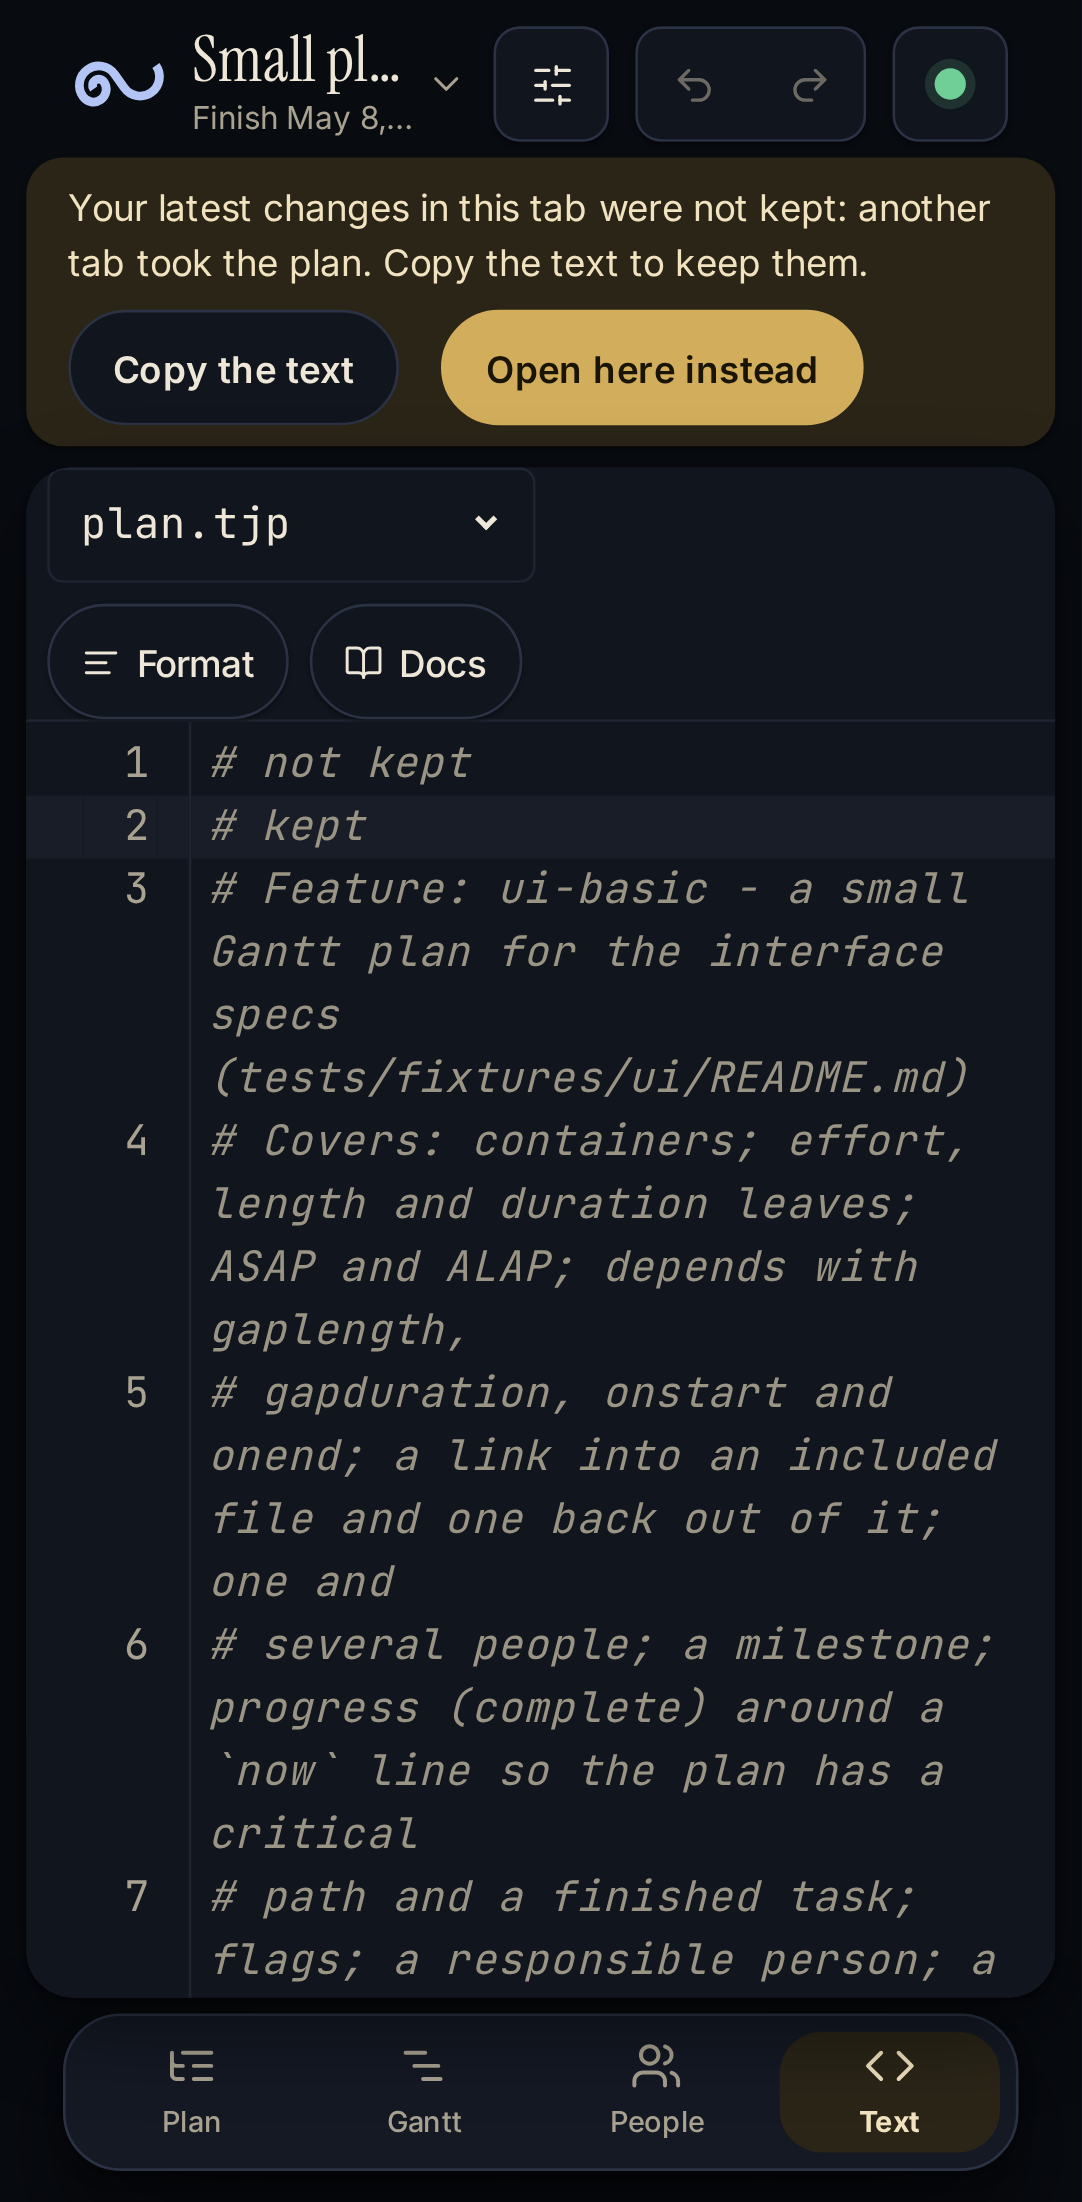 Small pl...
Finish May 8,...
Your latest changes in this tab were not kept: another
tab took the plan. Copy the text to keep them.
Copy the text
Open here instead
plan.tjp
Format
Docs
1 # not kept
2 # kept
3 # Feature: ui-basic - a small
Gantt plan for the interface
specs
(tests/fixtures/ui/README.md)
4 # Covers: containers; effort,
length and duration leaves;
ASAP and ALAP; depends with
gaplength,
5 # gapduration, onstart and
onend; a link into an included
file and one back out of it;
one and
6 # several people; a milestone;
progress (complete) around a
`now` line so the plan has a
critical
7 # path and a finished task;
flags; a responsible person; a
Plan
Gantt
People
Text